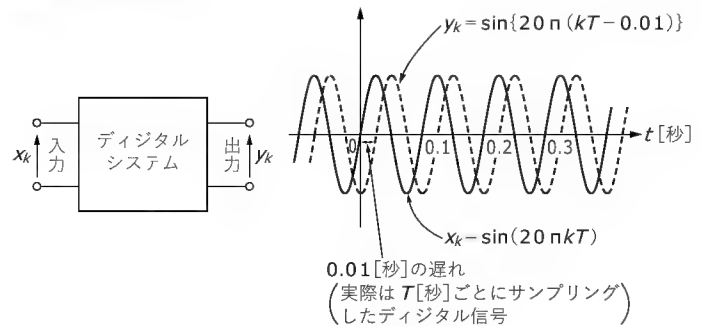 y_k=sin{20π(kT−0.01)}
x_k
入力
ディジタル
システム
出力
y_k
0
0.1
0.2
0.3
t[秒]
x_k−sin(20πkT)
0.01[秒]の遅れ
(実際はT[秒]ごとにサンプリング
したディジタル信号)